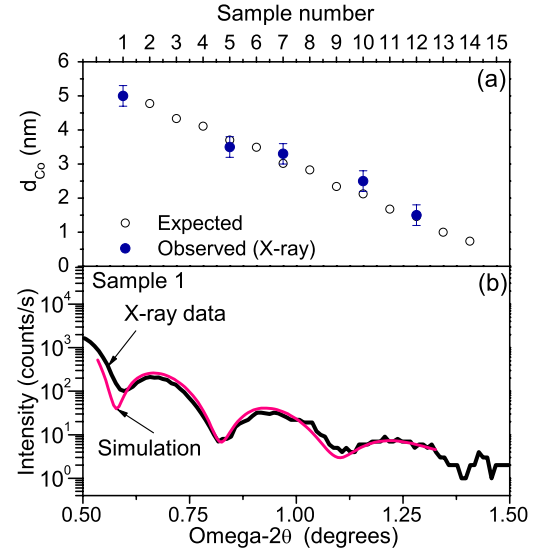 Sample number
1 2 3 4 5 6 7 8 9 10 11 12 13 14 15
(a)
6
5
4
3
2
1
0
d_Co (nm)
Expected
Observed (X-ray)
Sample 1
(b)
X-ray data
Simulation
10^4
10^3
10^2
10^1
10^0
Intensity (counts/s)
0.50 0.75 1.00 1.25 1.50
Omega-2θ (degrees)